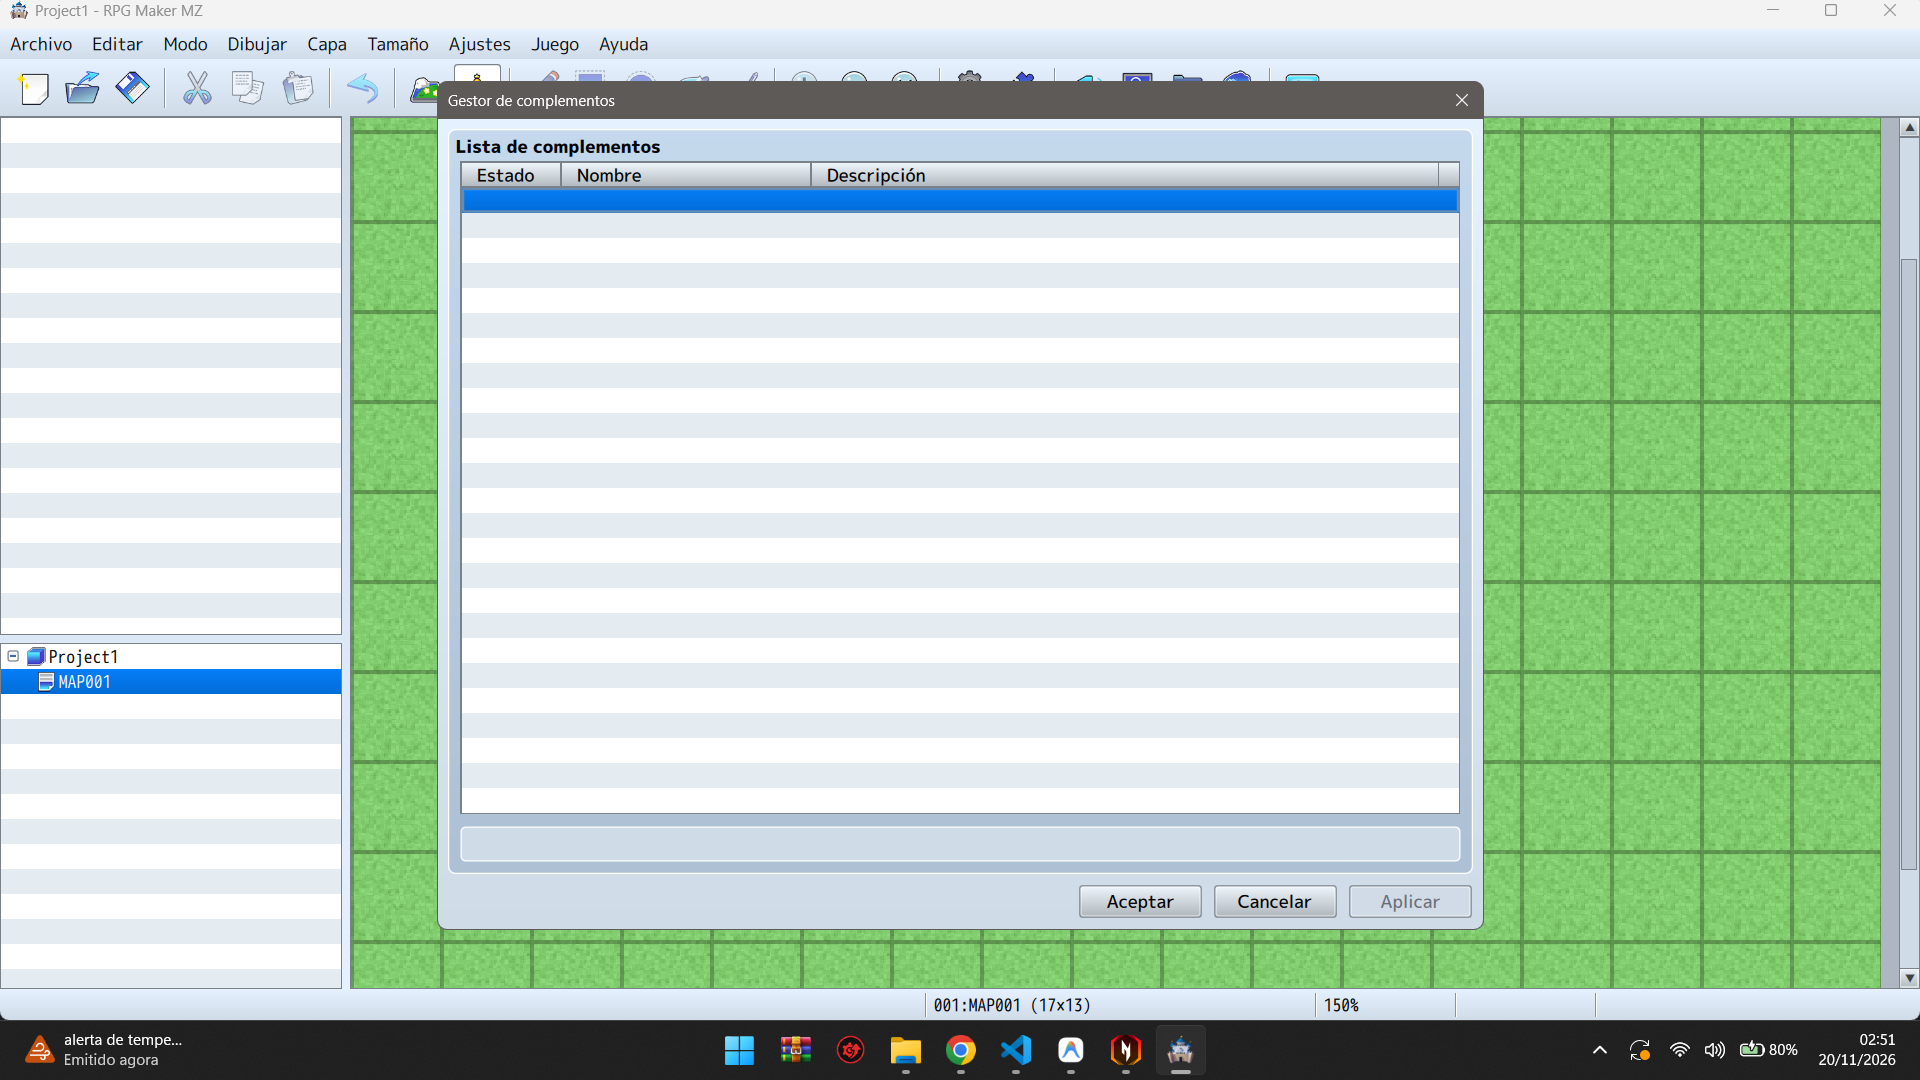 Project1 - RPG Maker MZ
Archivo Editar Modo Dibujar Capa Tamaño Ajustes Juego Ayuda
Gestor de complementos
Lista de complementos
Estado Nombre Descripción
Project1
MAP001
Aceptar Cancelar Aplicar
001:MAP001 (17×13) 150%
alerta de tempe...
Emitido agora
80%
02:51
20/11/2026